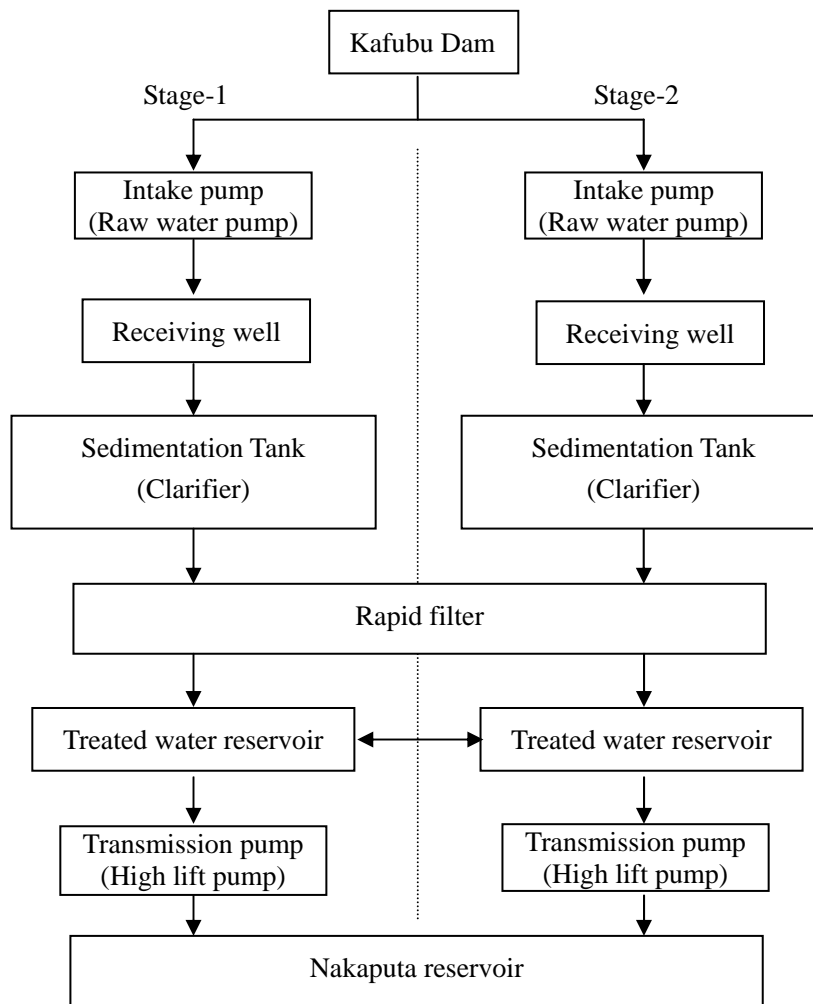 Kafubu Dam
Stage-1
Stage-2
Intake pump
(Raw water pump)
Intake pump
(Raw water pump)
Receiving well
Receiving well
Sedimentation Tank
(Clarifier)
Sedimentation Tank
(Clarifier)
Rapid filter
Treated water reservoir
Treated water reservoir
Transmission pump
(High lift pump)
Transmission pump
(High lift pump)
Nakaputa reservoir